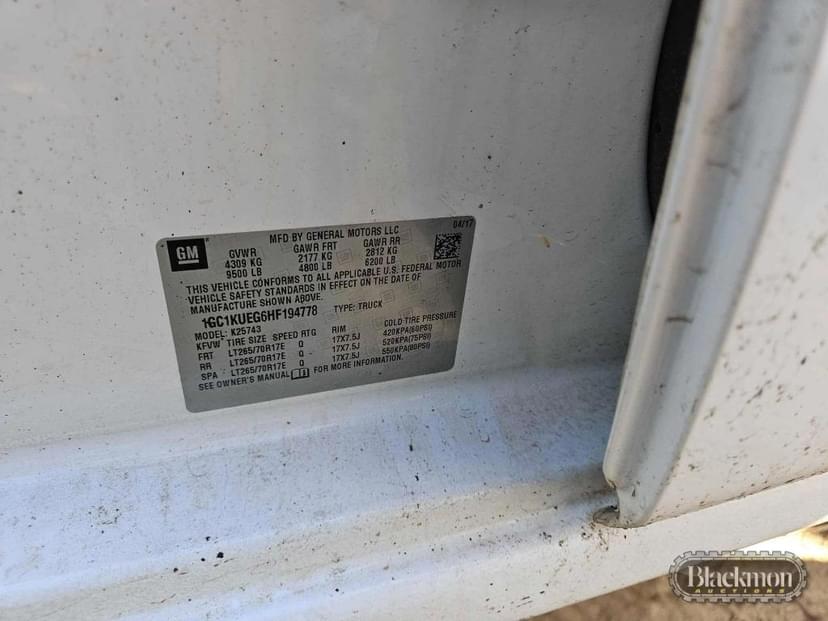 GM
MFD BY GENERAL MOTORS LLC 04/17
GVWR GAWR FRT GAWR RR
4309 KG 2177 KG 2812 KG
9500 LB 4800 LB 6200 LB
THIS VEHICLE CONFORMS TO ALL APPLICABLE U.S. FEDERAL MOTOR
VEHICLE SAFETY STANDARDS IN EFFECT ON THE DATE OF
MANUFACTURE SHOWN ABOVE.
1GC1KUEG6HF194778 TYPE: TRUCK
MODEL: K25743
KFVW TIRE SIZE SPEED RTG RIM COLD TIRE PRESSURE
FRT LT265/70R17E Q 17X7.5J 420KPA(60PSI)
RR LT265/70R17E Q 17X7.5J 520KPA(75PSI)
SPA LT265/70R17E Q 17X7.5J 550KPA(80PSI)
SEE OWNER'S MANUAL FOR MORE INFORMATION.
Blackmon
AUCTIONS